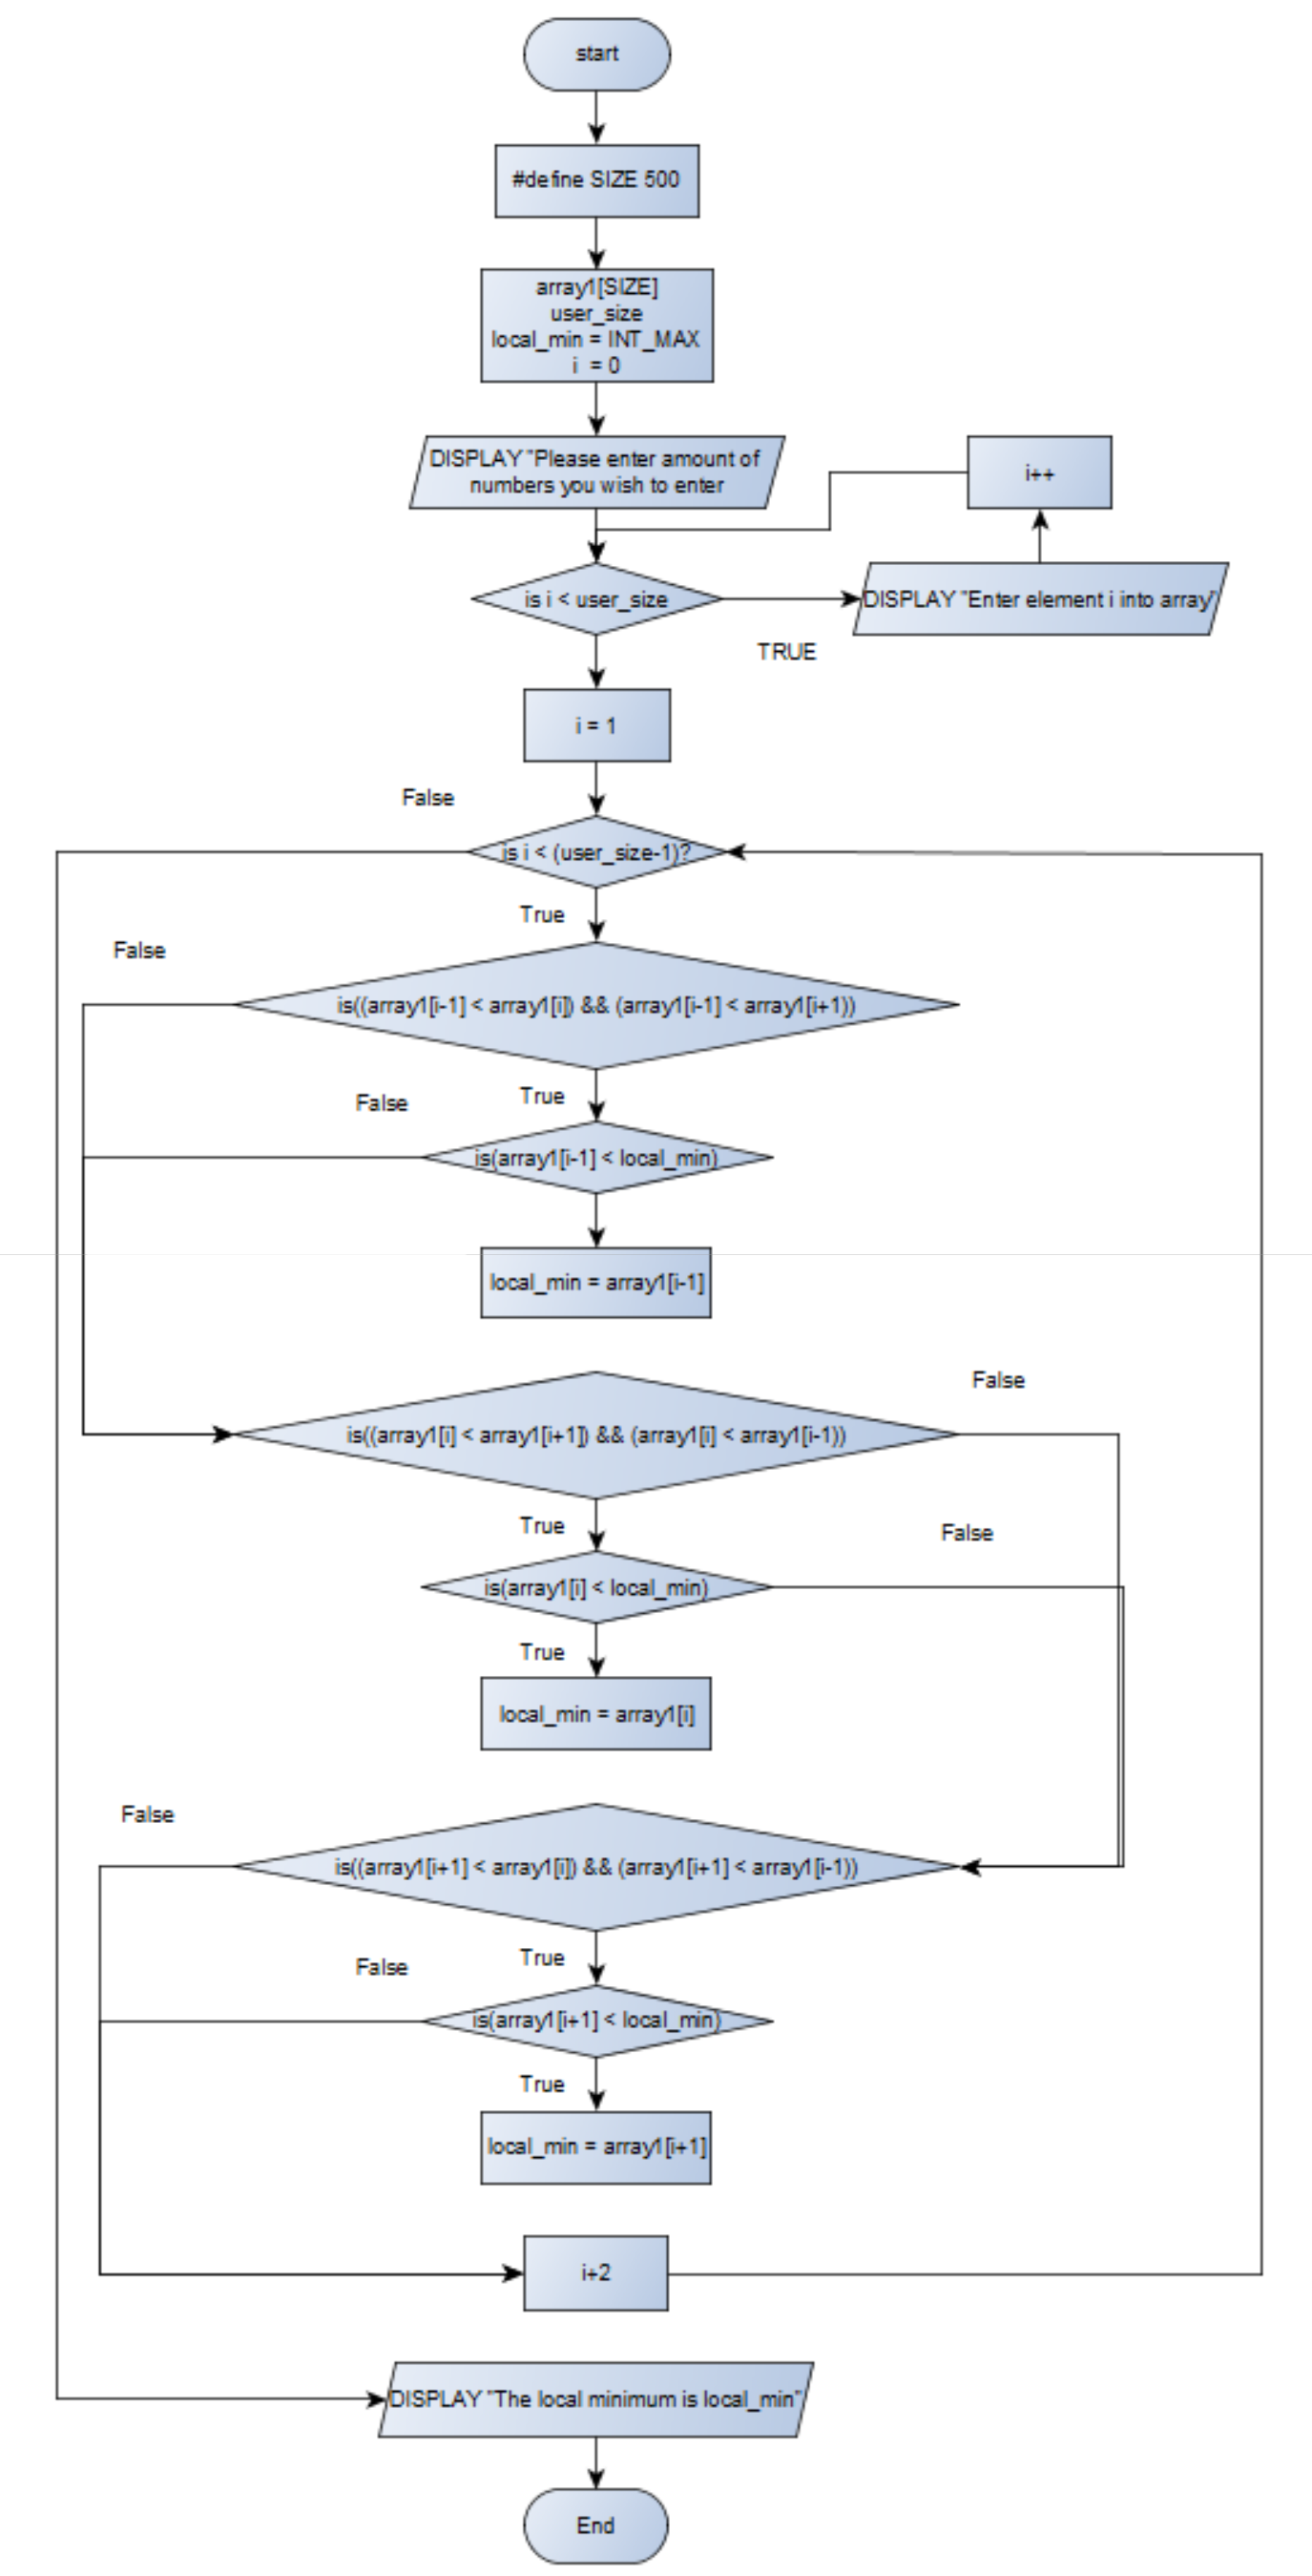 start
#define SIZE 500
array1[SIZE]
user_size
local_min = INT_MAX
i = 0
DISPLAY "Please enter amount of
numbers you wish to enter
i++
is i < user_size
DISPLAY "Enter element i into array"
TRUE
i = 1
False
is i < (user_size-1)?
True
False
is((array1[i-1] < array1[i]) && (array1[i-1] < array1[i+1))
True
False
is(array1[i-1] < local_min)
local_min = array1[i-1]
False
is((array1[i] < array1[i+1]) && (array1[i] < array1[i-1))
True
False
is(array1[i] < local_min)
True
local_min = array1[i]
False
is((array1[i+1] < array1[i]) && (array1[i+1] < array1[i-1))
True
False
is(array1[i+1] < local_min)
True
local_min = array1[i+1]
i+2
DISPLAY "The local minimum is local_min"
End